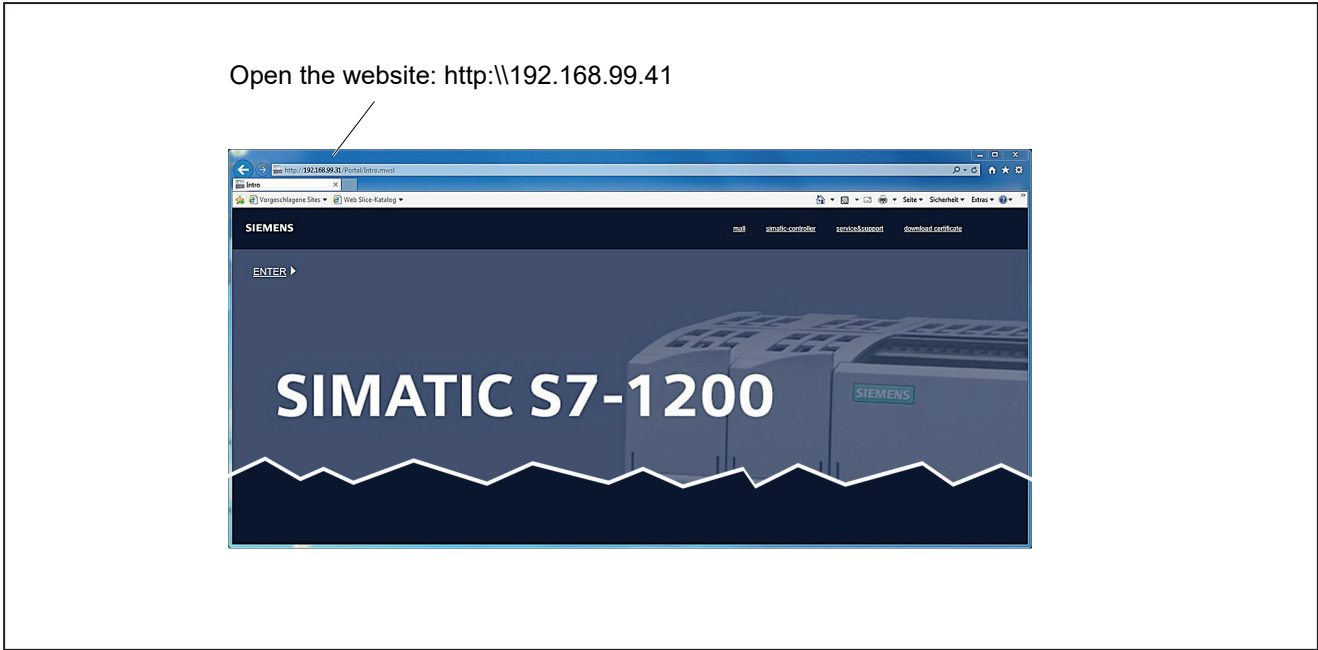 Open the website: http:\\192.168.99.41
http://192.168.99.31/Portal/Intro.mwsl
Intro
Vorgeschlagene Sites Web Slice-Katalog Seite Sicherheit Extras
SIEMENS mall simatic-controller service&support download certificate
ENTER
SIEMENS
SIMATIC S7-1200